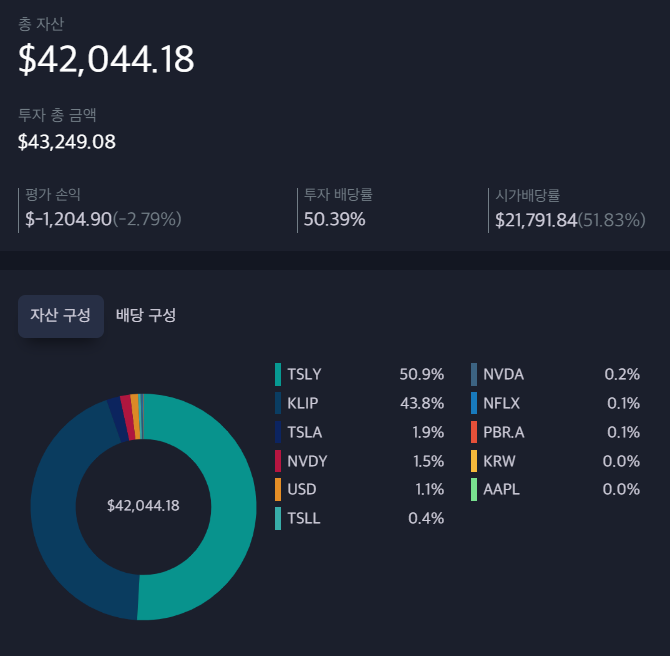 총 자산
$42,044.18
투자 총 금액
$43,249.08
평가 손익 투자 배당률 시가배당률
$-1,204.90(-2.79%) 50.39% $21,791.84(51.83%)
자산 구성 배당 구성
TSLY 50.9% NVDA 0.2%
KLIP 43.8% NFLX 0.1%
TSLA 1.9% PBR.A 0.1%
NVDY 1.5% KRW 0.0%
USD 1.1% AAPL 0.0%
TSLL 0.4%
$42,044.18